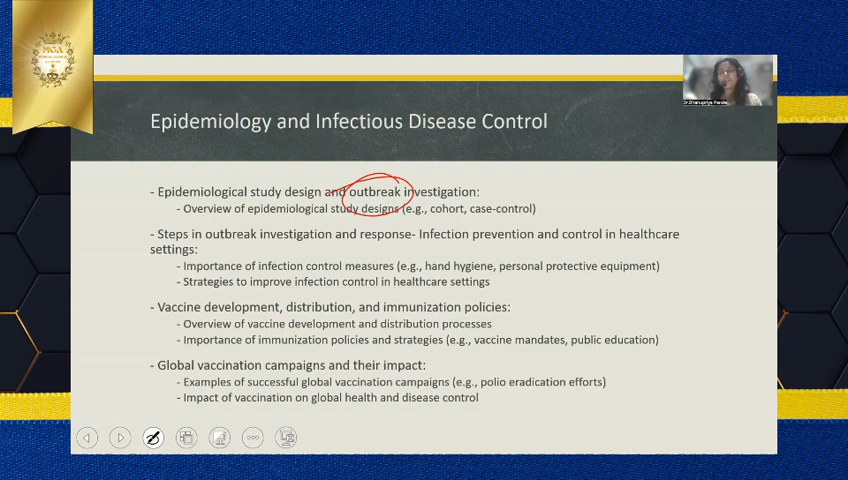 MGA
Dr.Bhanupriya Pandey
Epidemiology and Infectious Disease Control
- Epidemiological study design and outbreak investigation:
- Overview of epidemiological study designs (e.g., cohort, case-control)
- Steps in outbreak investigation and response- Infection prevention and control in healthcare
settings:
- Importance of infection control measures (e.g., hand hygiene, personal protective equipment)
- Strategies to improve infection control in healthcare settings
- Vaccine development, distribution, and immunization policies:
- Overview of vaccine development and distribution processes
- Importance of immunization policies and strategies (e.g., vaccine mandates, public education)
- Global vaccination campaigns and their impact:
- Examples of successful global vaccination campaigns (e.g., polio eradication efforts)
- Impact of vaccination on global health and disease control